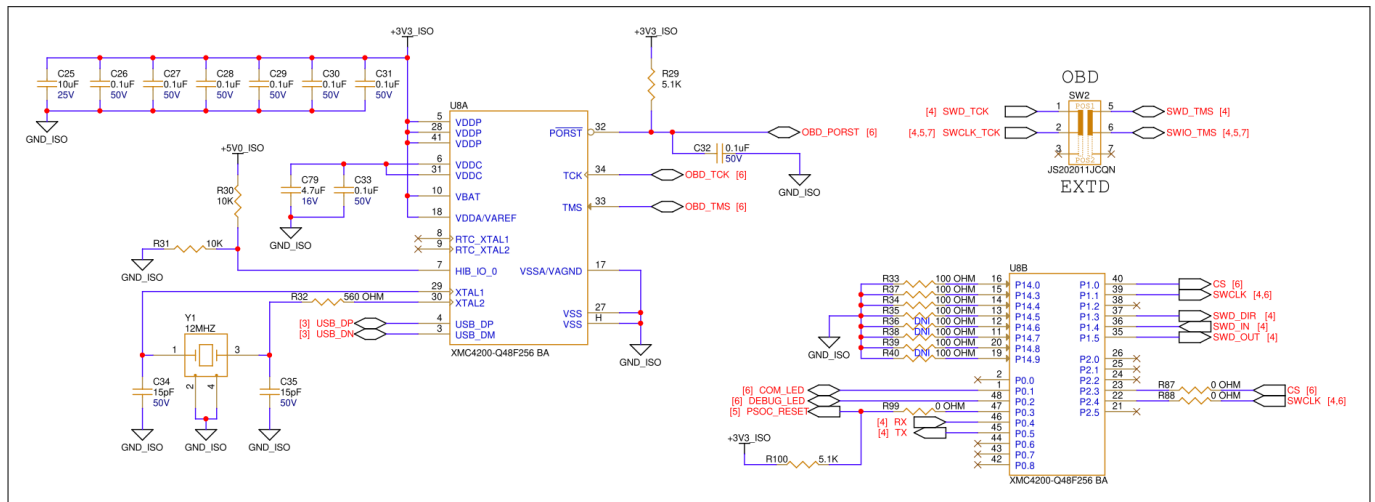 +3V3_ISO
+3V3_ISO
C25 10uF 25V
C26 0.1uF 50V
C27 0.1uF 50V
C28 0.1uF 50V
C29 0.1uF 50V
C30 0.1uF 50V
C31 0.1uF 50V
GND_ISO
R29 5.1K
U8A
5 VDDP
28 VDDP
41 VDDP
6 VDDC
31 VDDC
10 VBAT
18 VDDA/VAREF
8 RTC_XTAL1
9 RTC_XTAL2
7 HIB_IO_0
29 XTAL1
30 XTAL2
4 USB_DP
3 USB_DM
PORST 32
TCK 34
TMS 33
VSSA/VAGND 17
VSS 27
VSS H
XMC4200-Q48F256 BA
OBD_PORST [6]
C32 0.1uF 50V
GND_ISO
OBD_TCK [6]
OBD_TMS [6]
GND_ISO
+5V0_ISO
R30 10K
C79 4.7uF 16V
C33 0.1uF 50V
GND_ISO
R31 10K
GND_ISO
R32 560 OHM
[3] USB_DP
[3] USB_DN
Y1
12MHZ
1
3
2
4
C34 15pF 50V
C35 15pF 50V
GND_ISO
GND_ISO
GND_ISO
OBD
SW2
POS1
[4] SWD_TCK 1
5 SWD_TMS [4]
[4,5,7] SWCLK_TCK 2
6 SWIO_TMS [4,5,7]
3
7
POS2
JS202011JCQN
EXTD
U8B
R33 100 OHM 16 P14.0
R37 100 OHM 15 P14.3
R34 100 OHM 14 P14.4
R35 100 OHM 13 P14.5
R36 DNI 100 OHM 12 P14.6
R38 100 OHM 11 P14.7
R39 100 OHM 20 P14.8
R40 DNI 100 OHM 19 P14.9
GND_ISO
2 P0.0
[6] COM_LED 1 P0.1
[6] DEBUG_LED 48 P0.2
[5] PSOC_RESET R99 0 OHM 47 P0.3
[4] RX 46 P0.4
[4] TX 45 P0.5
44 P0.6
43 P0.7
42 P0.8
+3V3_ISO
R100 5.1K
P1.0 40 CS [6]
P1.1 39 SWCLK [4,6]
P1.2 38
P1.3 37 SWD_DIR [4]
P1.4 36 SWD_IN [4]
P1.5 35 SWD_OUT [4]
P2.0 26
P2.1 25
P2.2 24
P2.3 23 R87 0 OHM CS [6]
P2.4 22 R88 0 OHM SWCLK [4,6]
P2.5 21
XMC4200-Q48F256 BA